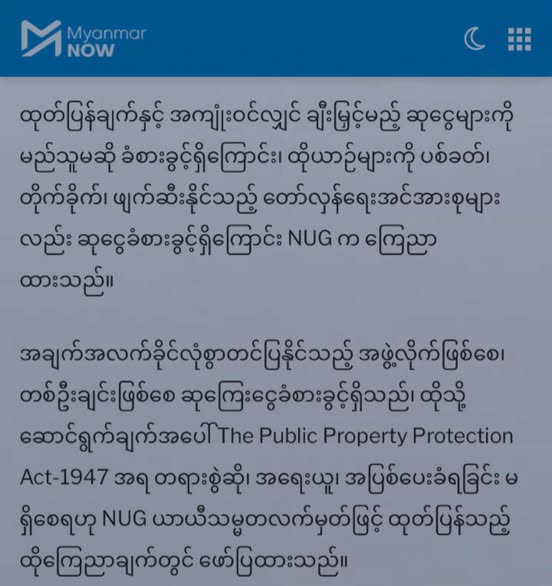 Myanmar
NOW
ထုတ်ပြန်ချက်နှင့် အကျုံးဝင်လျှင် ချီးမြှင့်မည့် ဆုငွေများကို
မည်သူမဆို ခံစားခွင့်ရှိကြောင်း၊ ထိုယာဉ်များကို ပစ်ခတ်၊
တိုက်ခိုက်၊ ဖျက်ဆီးနိုင်သည့် တော်လှန်ရေးအင်အားစုများ
လည်း ဆုငွေခံစားခွင့်ရှိကြောင်း NUG က ကြေညာ
ထားသည်။
အချက်အလက်ခိုင်လုံစွာတင်ပြနိုင်သည့် အဖွဲ့လိုက်ဖြစ်စေ၊
တစ်ဦးချင်းဖြစ်စေ ဆုကြေးငွေခံစားခွင့်ရှိသည်၊ ထိုသို့
ဆောင်ရွက်ချက်အပေါ် The Public Property Protection
Act-1947 အရ တရားစွဲဆို၊ အရေးယူ၊ အပြစ်ပေးခံရခြင်း မ
ရှိစေရဟု NUG ယာယီသမ္မတလက်မှတ်ဖြင့် ထုတ်ပြန်သည့်
ထိုကြေညာချက်တွင် ဖော်ပြထားသည်။